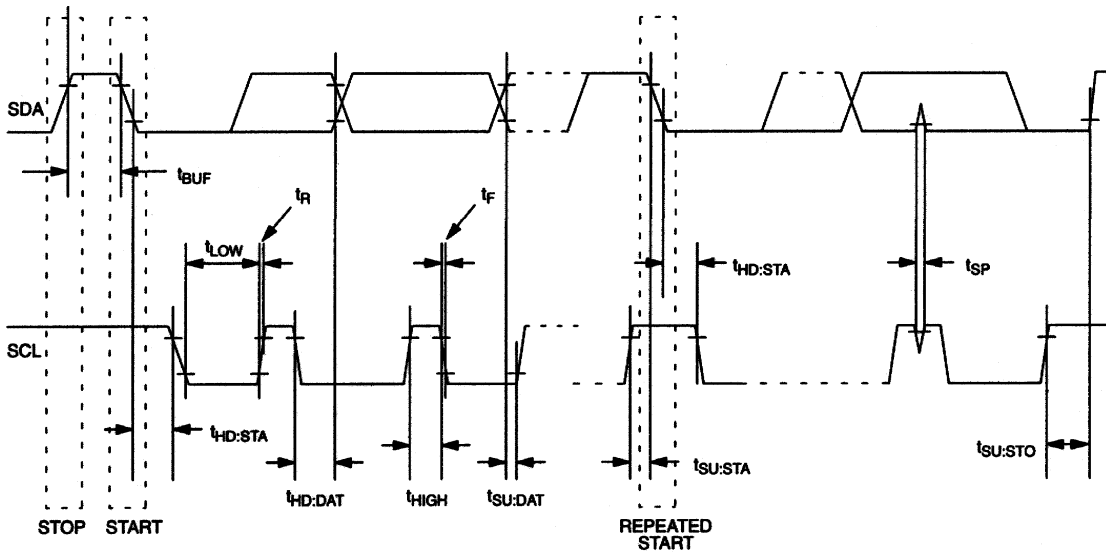 SDA
tBUF
tR
tF
tLOW
tHD:STA
tSP
SCL
tHD:STA
tSU:STA
tSU:STO
tHD:DAT
tHIGH
tSU:DAT
STOP
START
REPEATED
START